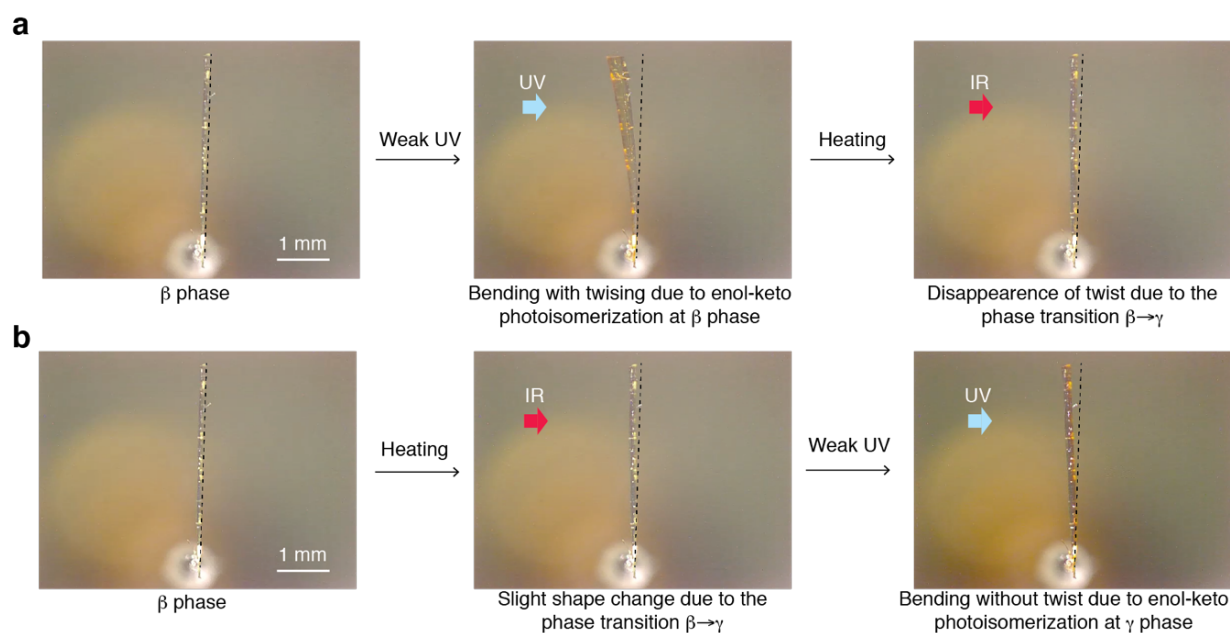 a
UV
IR
Weak UV
Heating
1 mm
β phase
Bending with twising due to enol-keto
photoisomerization at β phase
Disappearence of twist due to the
phase transition β→γ
b
IR
UV
Heating
Weak UV
1 mm
β phase
Slight shape change due to the
phase transition β→γ
Bending without twist due to enol-keto
photoisomerization at γ phase